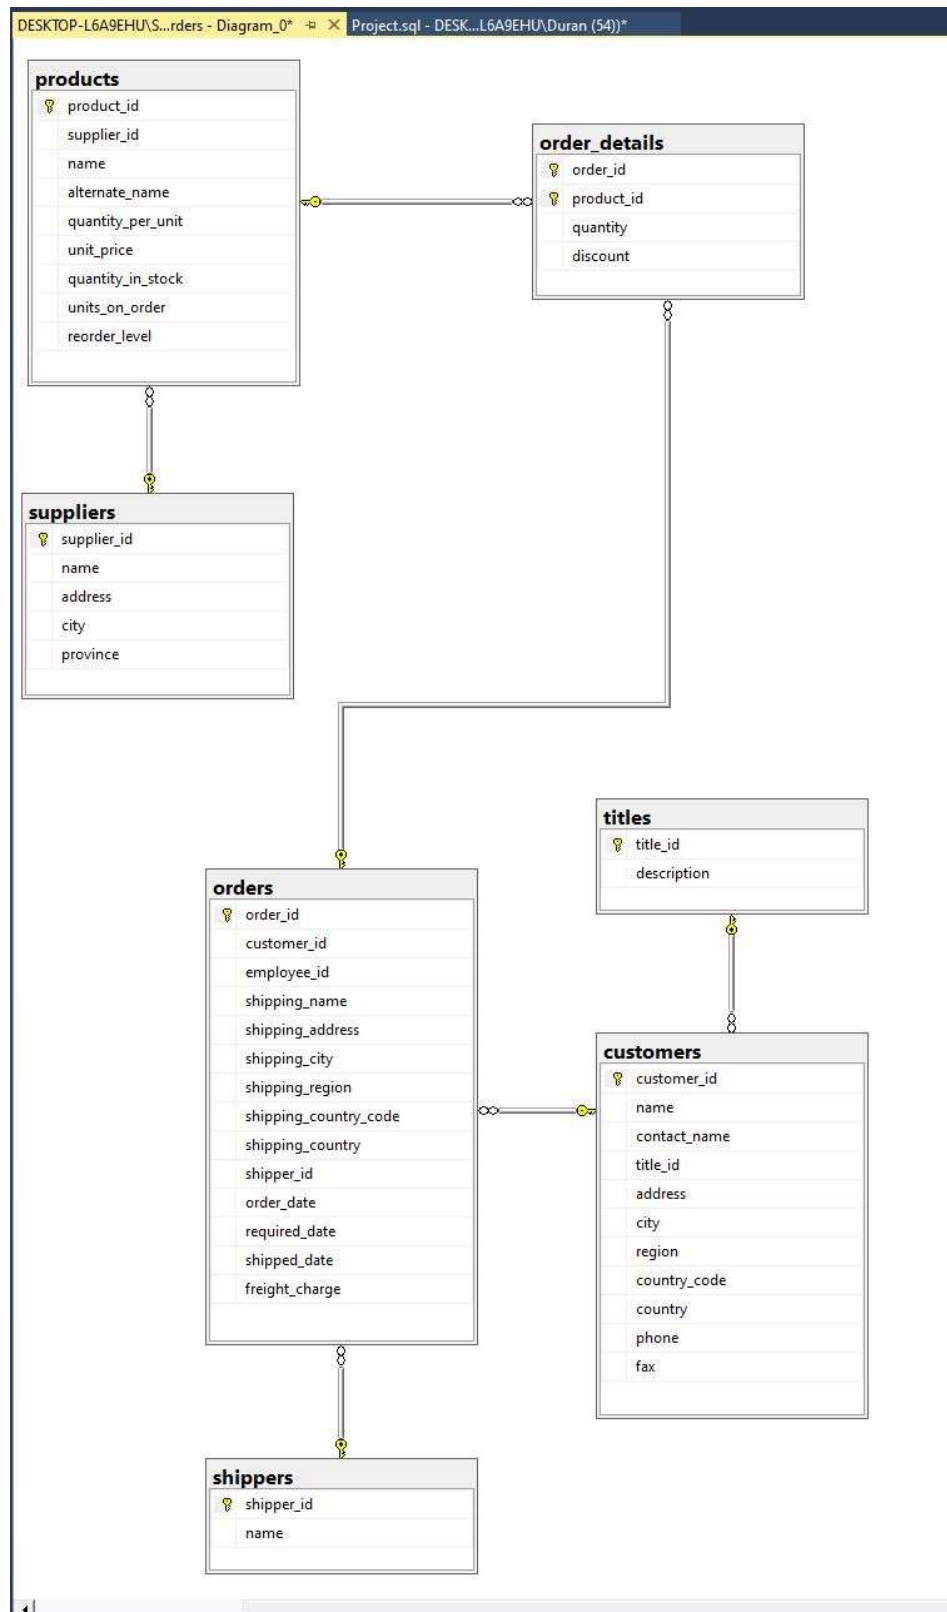 DESKTOP-L6A9EHU\S...rders - Diagram_0*
Project.sql - DESK...L6A9EHU\Duran (54))*
products
product_id
supplier_id
name
alternate_name
quantity_per_unit
unit_price
quantity_in_stock
units_on_order
reorder_level
order_details
order_id
product_id
quantity
discount
suppliers
supplier_id
name
address
city
province
titles
title_id
description
orders
order_id
customer_id
employee_id
shipping_name
shipping_address
shipping_city
shipping_region
shipping_country_code
shipping_country
shipper_id
order_date
required_date
shipped_date
freight_charge
customers
customer_id
name
contact_name
title_id
address
city
region
country_code
country
phone
fax
shippers
shipper_id
name